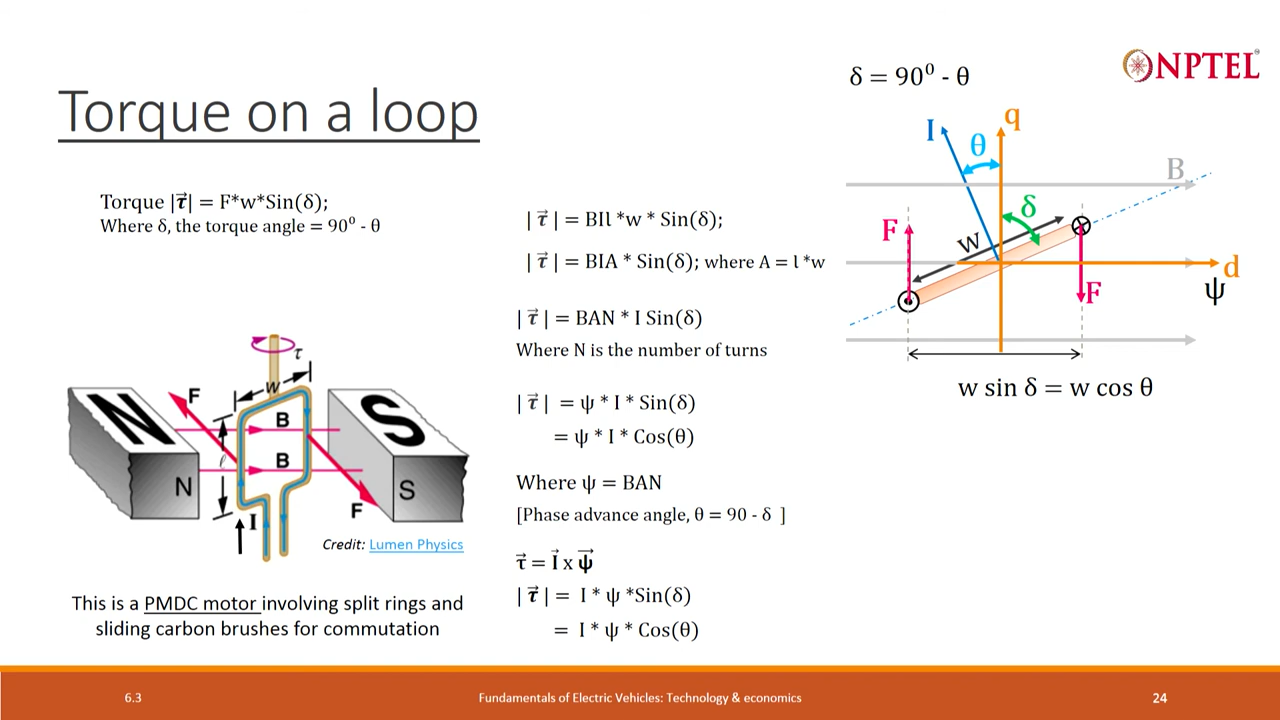 Torque on a loop
NPTEL
δ = 90⁰ - θ
Torque |τ⃗| = F*w*Sin(δ);
Where δ, the torque angle = 90⁰ - θ
| τ⃗ | = BIl *w * Sin(δ);
| τ⃗ | = BIA * Sin(δ); where A = l *w
| τ⃗ | = BAN * I Sin(δ)
Where N is the number of turns
| τ⃗ | = ψ * I * Sin(δ)
= ψ * I * Cos(θ)
Where ψ = BAN
[Phase advance angle, θ = 90 - δ ]
τ⃗ = I⃗ x ψ⃗
| τ⃗ | = I * ψ *Sin(δ)
= I * ψ * Cos(θ)
I
θ
q
B
δ
F
w
d
ψ
F
w sin δ = w cos θ
τ
w
F
N
S
B
B
l
N
S
I
F
Credit: Lumen Physics
This is a PMDC motor involving split rings and
sliding carbon brushes for commutation
6.3
Fundamentals of Electric Vehicles: Technology & economics
24